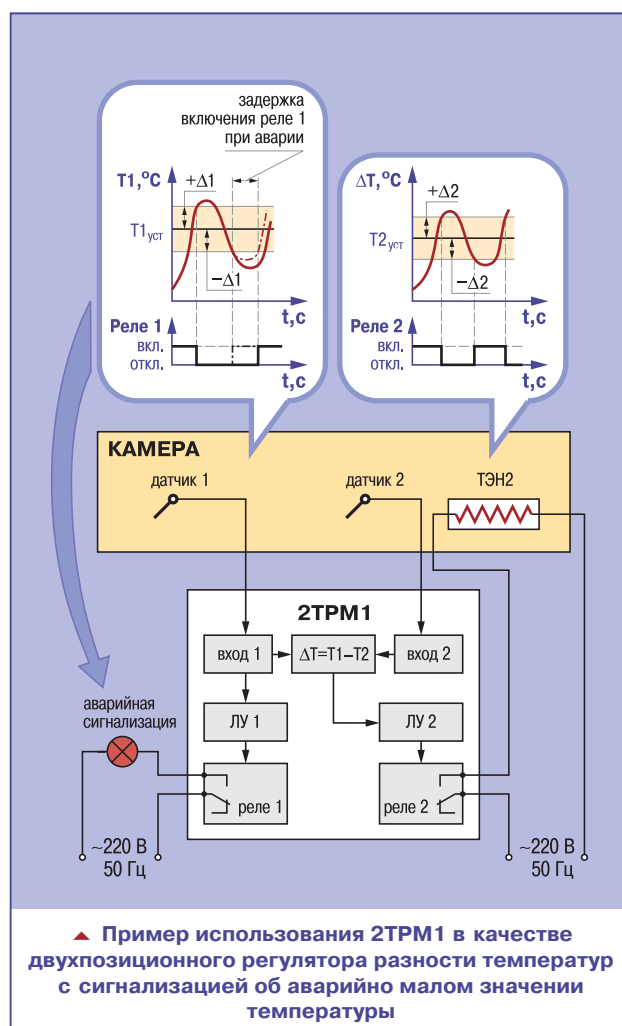 задержка
включения реле 1
при аварии
T1,°C
+Δ1
T1уст
−Δ1
t,c
Реле 1
вкл.
откл.
t,c
ΔT,°C
+Δ2
T2уст
−Δ2
t,c
Реле 2
вкл.
откл.
t,c
КАМЕРА
датчик 1
датчик 2
ТЭН2
2ТРМ1
вход 1
ΔT=T1−T2
вход 2
аварийная
сигнализация
ЛУ 1
ЛУ 2
реле 1
реле 2
~220 В
50 Гц
~220 В
50 Гц
Пример использования 2ТРМ1 в качестве
двухпозиционного регулятора разности температур
с сигнализацией об аварийно малом значении
температуры